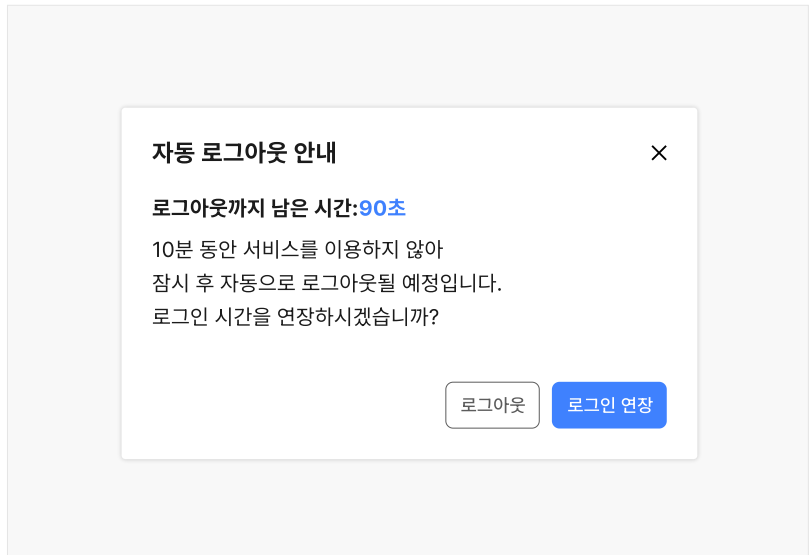 자동 로그아웃 안내
로그아웃까지 남은 시간:90초
10분 동안 서비스를 이용하지 않아
잠시 후 자동으로 로그아웃될 예정입니다.
로그인 시간을 연장하시겠습니까?
로그아웃 로그인 연장